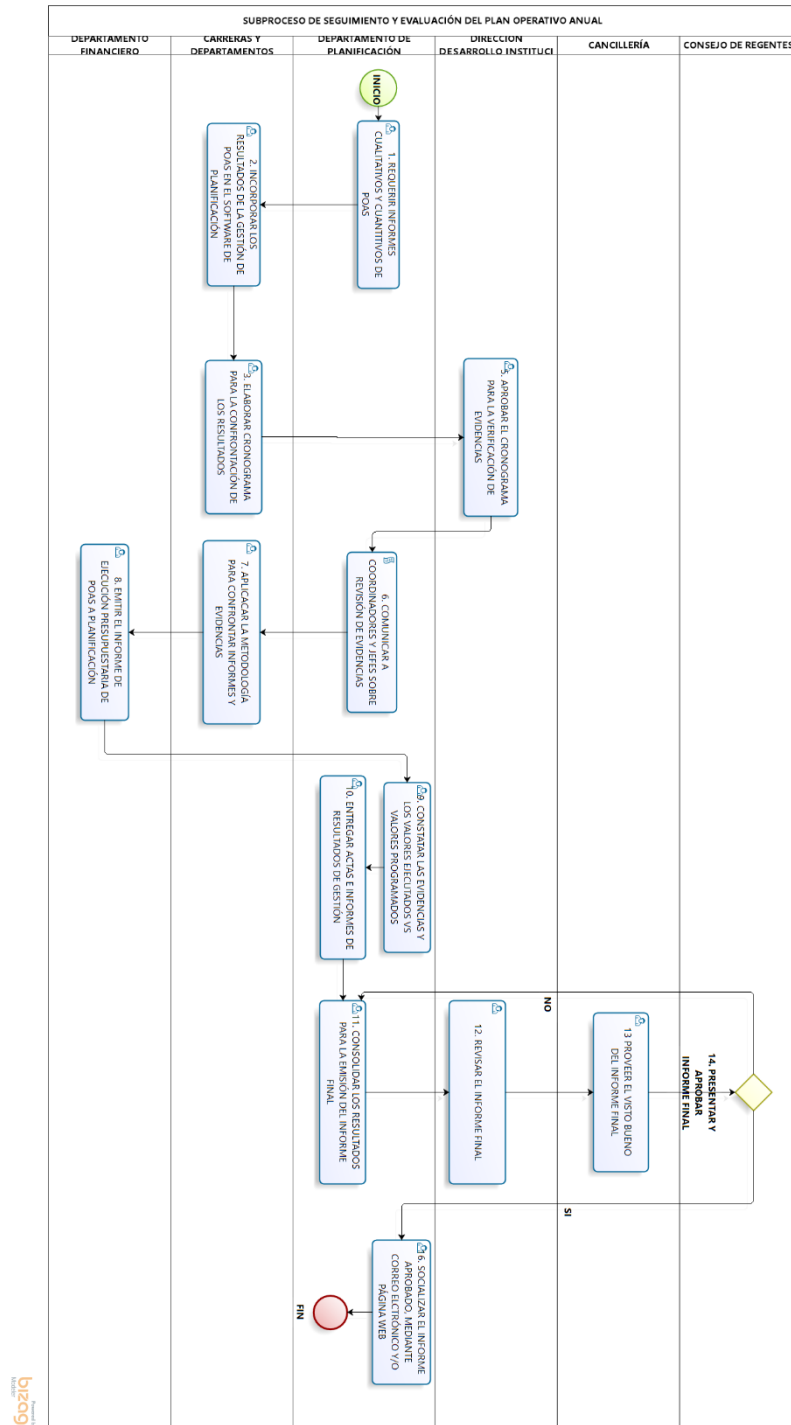 SUBPROCESO DE SEGUIMIENTO Y EVALUACIÓN DEL PLAN OPERATIVO ANUAL
DEPARTAMENTO
FINANCIERO
CARRERAS Y
DEPARTAMENTOS
DEPARTAMENTO DE
PLANIFICACIÓN
DIRECCION
DESARROLLO INSTITUCI
CANCILLERÍA
CONSEJO DE REGENTES
INICIO
1. REQUERIR INFORMES
CUALITATIVOS Y CUANTITIVOS DE
POAS
2. INCORPORAR LOS
RESULTADOS DE LA GESTIÓN DE
POAS EN EL SOFTWARE DE
PLANIFICACIÓN
3. ELABORAR CRONOGRAMA
PARA LA CONFRONTACIÓN DE
LOS RESULTADOS
5. APROBAR EL CRONOGRAMA
PARA LA VERIFICACIÓN DE
EVIDENCIAS
6. COMUNICAR A
COORDINADORES Y JEFES SOBRE
REVISIÓN DE EVIDENCIAS
7. APLICACAR LA METODOLOGÍA
PARA CONFRONTAR INFORMES Y
EVIDENCIAS
8. EMITIR EL INFORME DE
EJECUCIÓN PRESUPUESTARIA DE
POAS A PLANIFICACIÓN
9. CONSTATAR LAS EVIDENCIAS Y
LOS VALORES EJECUTADOS VS
VALORES PROGRAMADOS
10. ENTREGAR ACTAS E INFORMES DE
RESULTADOS DE GESTIÓN
11. CONSOLIDAR LOS RESULTADOS
PARA LA EMISIÓN DEL INFORME
FINAL
12. REVISAR EL INFORME FINAL
13 PROVEER EL VISTO BUENO
DEL INFORME FINAL
14. PRESENTAR Y
APROBAR
INFORME FINAL
NO
SI
16. SOCIALIZAR EL INFORME
APROBADO, MEDIANTE
CORREO ELCTRÓNICO Y/O
PÁGINA WEB
FIN
Powered by
bizagi
Modeler